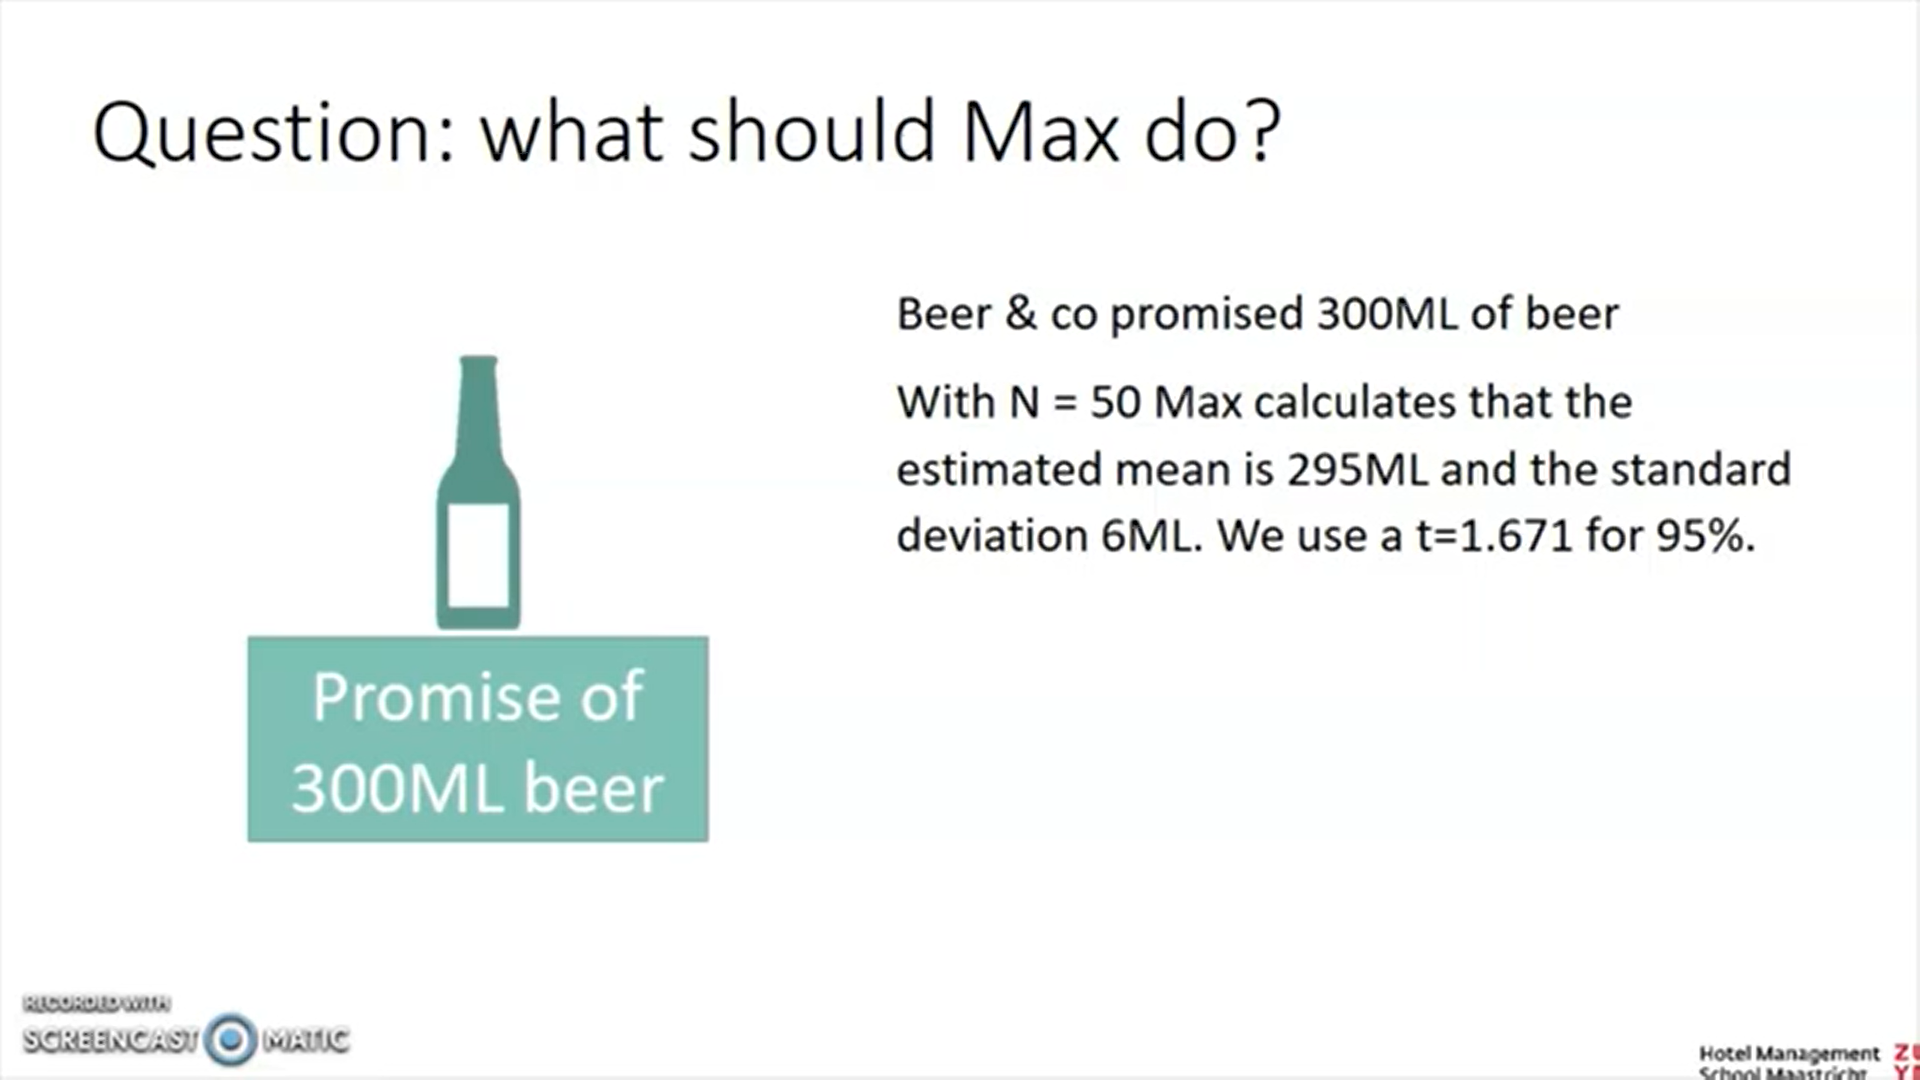 Question: what should Max do?
Beer & co promised 300ML of beer
With N = 50 Max calculates that the
estimated mean is 295ML and the standard
deviation 6ML. We use a t=1.671 for 95%.
Promise of
300ML beer
RECORDED WITH
SCREENCAST MATIC
Hotel Management
School Maastricht